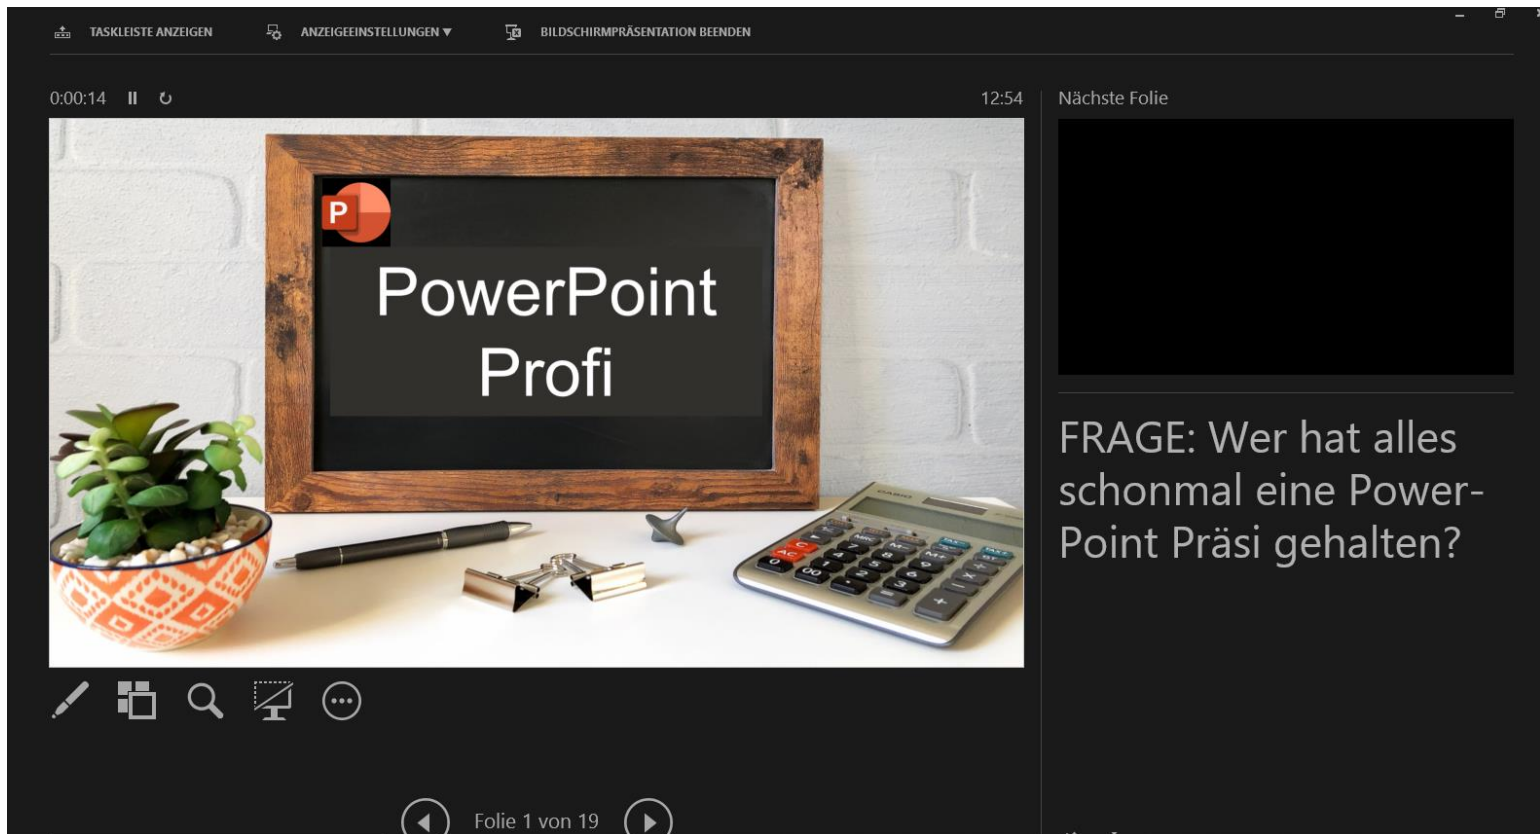 TASKLEISTE ANZEIGEN
ANZEIGEEINSTELLUNGEN ▼
BILDSCHIRMPRÄSENTATION BEENDEN
0:00:14
12:54
Nächste Folie
P
PowerPoint
Profi
FRAGE: Wer hat alles
schonmal eine Power-
Point Präsi gehalten?
Folie 1 von 19